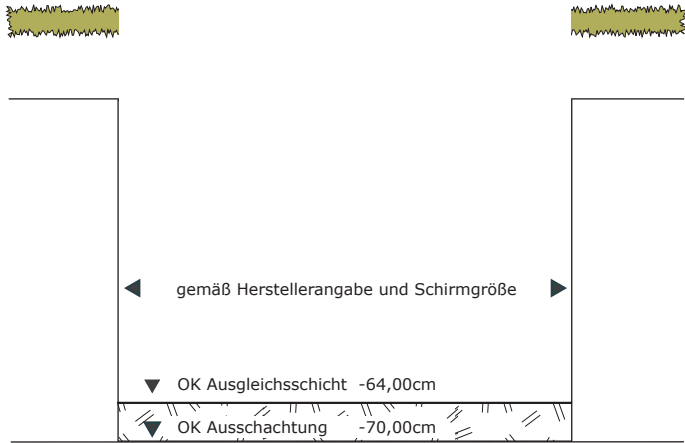 gemäß Herstellerangabe und Schirmgröße
OK Ausgleichsschicht -64,00cm
OK Ausschachtung -70,00cm